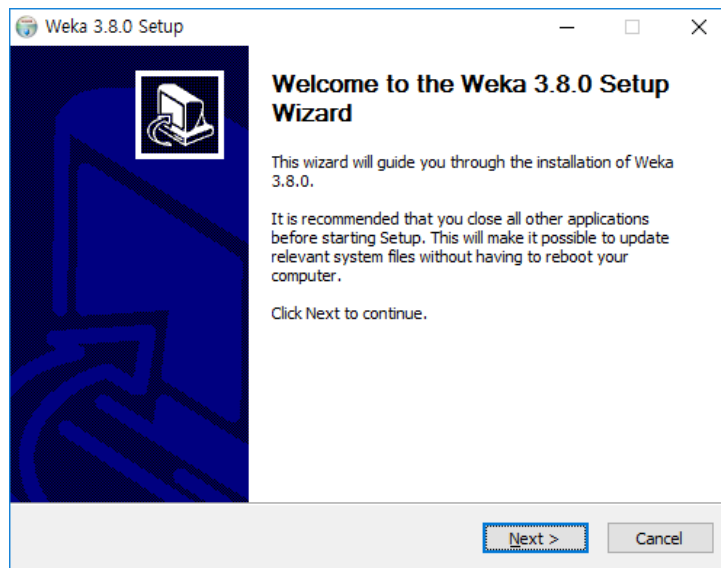 Weka 3.8.0 Setup
Welcome to the Weka 3.8.0 Setup
Wizard
This wizard will guide you through the installation of Weka
3.8.0.
It is recommended that you close all other applications
before starting Setup. This will make it possible to update
relevant system files without having to reboot your
computer.
Click Next to continue.
Next >
Cancel